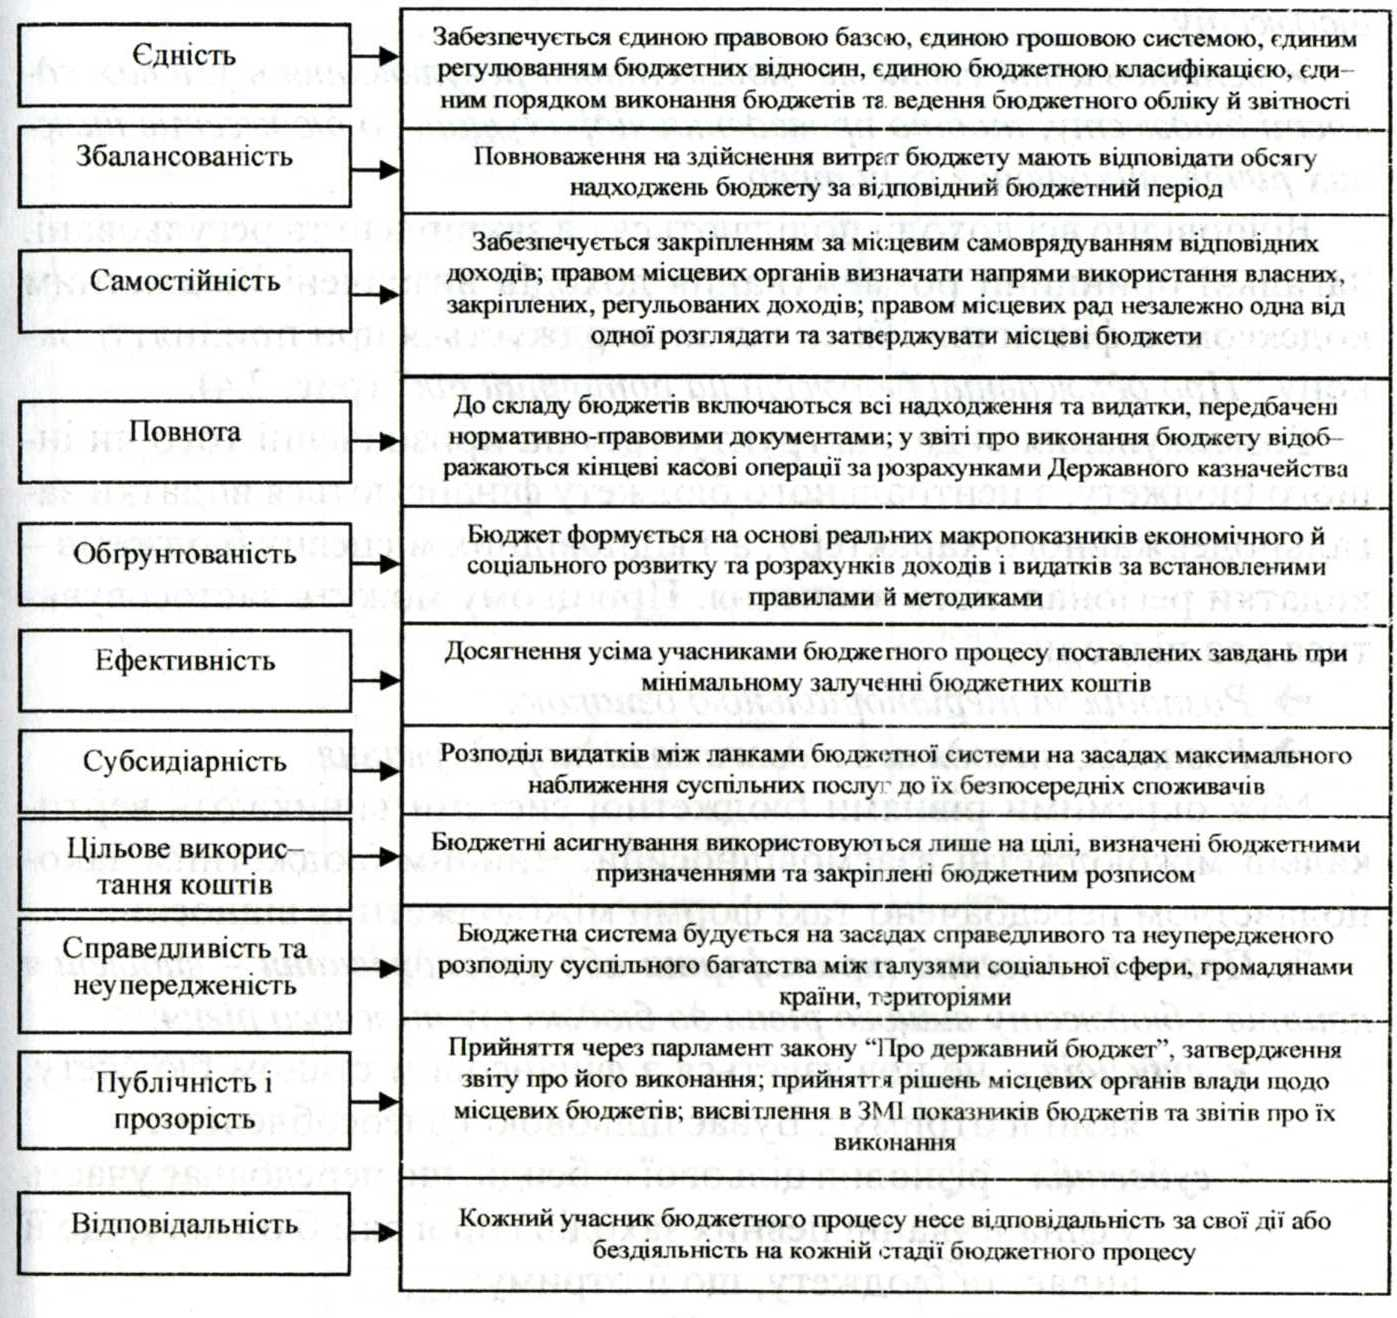 Єдність
Забезпечується єдиною правовою базою, єдиною грошовою системою, єдиним
регулюванням бюджетних відносин, єдиною бюджетною класифікацією, єди–
ним порядком виконання бюджетів та ведення бюджетного обліку й звітності
Збалансованість
Повноваження на здійснення витрат бюджету мають відповідати обсягу
надходжень бюджету за відповідний бюджетний період
Самостійність
Забезпечується закріпленням за місцевим самоврядуванням відповідних
доходів; правом місцевих органів визначати напрями використання власних,
закріплених, регульованих доходів; правом місцевих рад незалежно одна від
одної розглядати та затверджувати місцеві бюджети
Повнота
До складу бюджетів включаються всі надходження та видатки, передбачені
нормативно-правовими документами; у звіті про виконання бюджету відоб–
ражаються кінцеві касові операції за розрахунками Державного казначейства
Обґрунтованість
Бюджет формується на основі реальних макропоказників економічного й
соціального розвитку та розрахунків доходів і видатків за встановленими
правилами й методиками
Ефективність
Досягнення усіма учасниками бюджетного процесу поставлених завдань при
мінімальному залученні бюджетних коштів
Субсидіарність
Розподіл видатків між ланками бюджетної системи на засадах максимального
наближення суспільних послуг до їх безпосередніх споживачів
Цільове викорис–
тання коштів
Бюджетні асигнування використовуються лише на цілі, визначені бюджетними
призначеннями та закріплені бюджетним розписом
Справедливість та
неупередженість
Бюджетна система будується на засадах справедливого та неупередженого
розподілу суспільного багатства між галузями соціальної сфери, громадянами
країни, територіями
Публічність і
прозорість
Прийняття через парламент закону “Про державний бюджет”, затвердження
звіту про його виконання; прийняття рішень місцевих органів влади щодо
місцевих бюджетів; висвітлення в ЗМІ показників бюджетів та звітів про їх
виконання
Відповідальність
Кожний учасник бюджетного процесу несе відповідальність за свої дії або
бездіяльність на кожній стадії бюджетного процесу